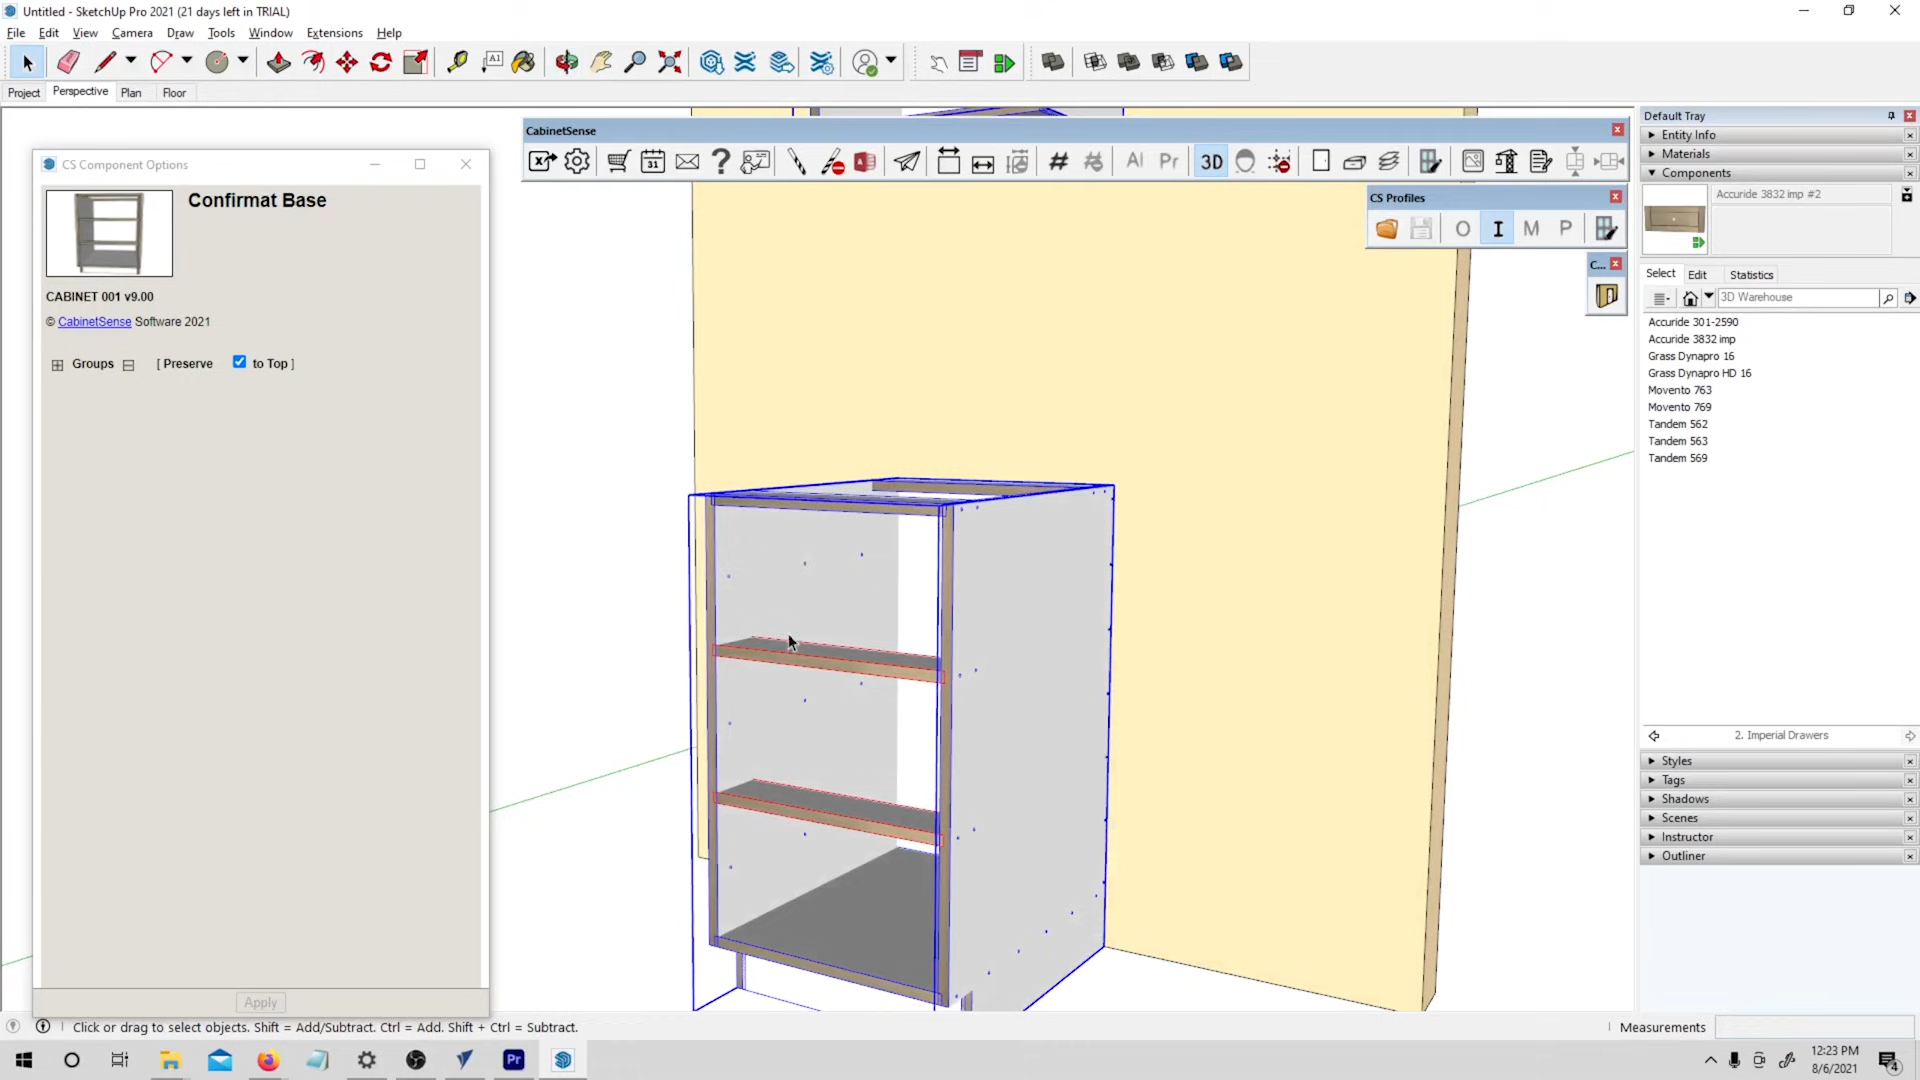 Untitled - SketchUp Pro 2021 (21 days left in TRIAL)
File Edit View Camera Draw Tools Window Extensions Help
Project Perspective Plan Floor
CS Component Options
Confirmat Base
CABINET 001 v9.00
© CabinetSense Software 2021
Groups [ Preserve to Top ]
Apply
CabinetSense
31 # AI Pr 3D
CS Profiles
O I M P
C...
Default Tray
Entity Info
Materials
Components
Accuride 3832 imp #2
Select Edit Statistics
3D Warehouse
Accuride 301-2590
Accuride 3832 imp
Grass Dynapro 16
Grass Dynapro HD 16
Movento 763
Movento 769
Tandem 562
Tandem 563
Tandem 569
2. Imperial Drawers
Styles
Tags
Shadows
Scenes
Instructor
Outliner
Click or drag to select objects. Shift = Add/Subtract. Ctrl = Add. Shift + Ctrl = Subtract.
Measurements
Pr
12:23 PM
8/6/2021
4